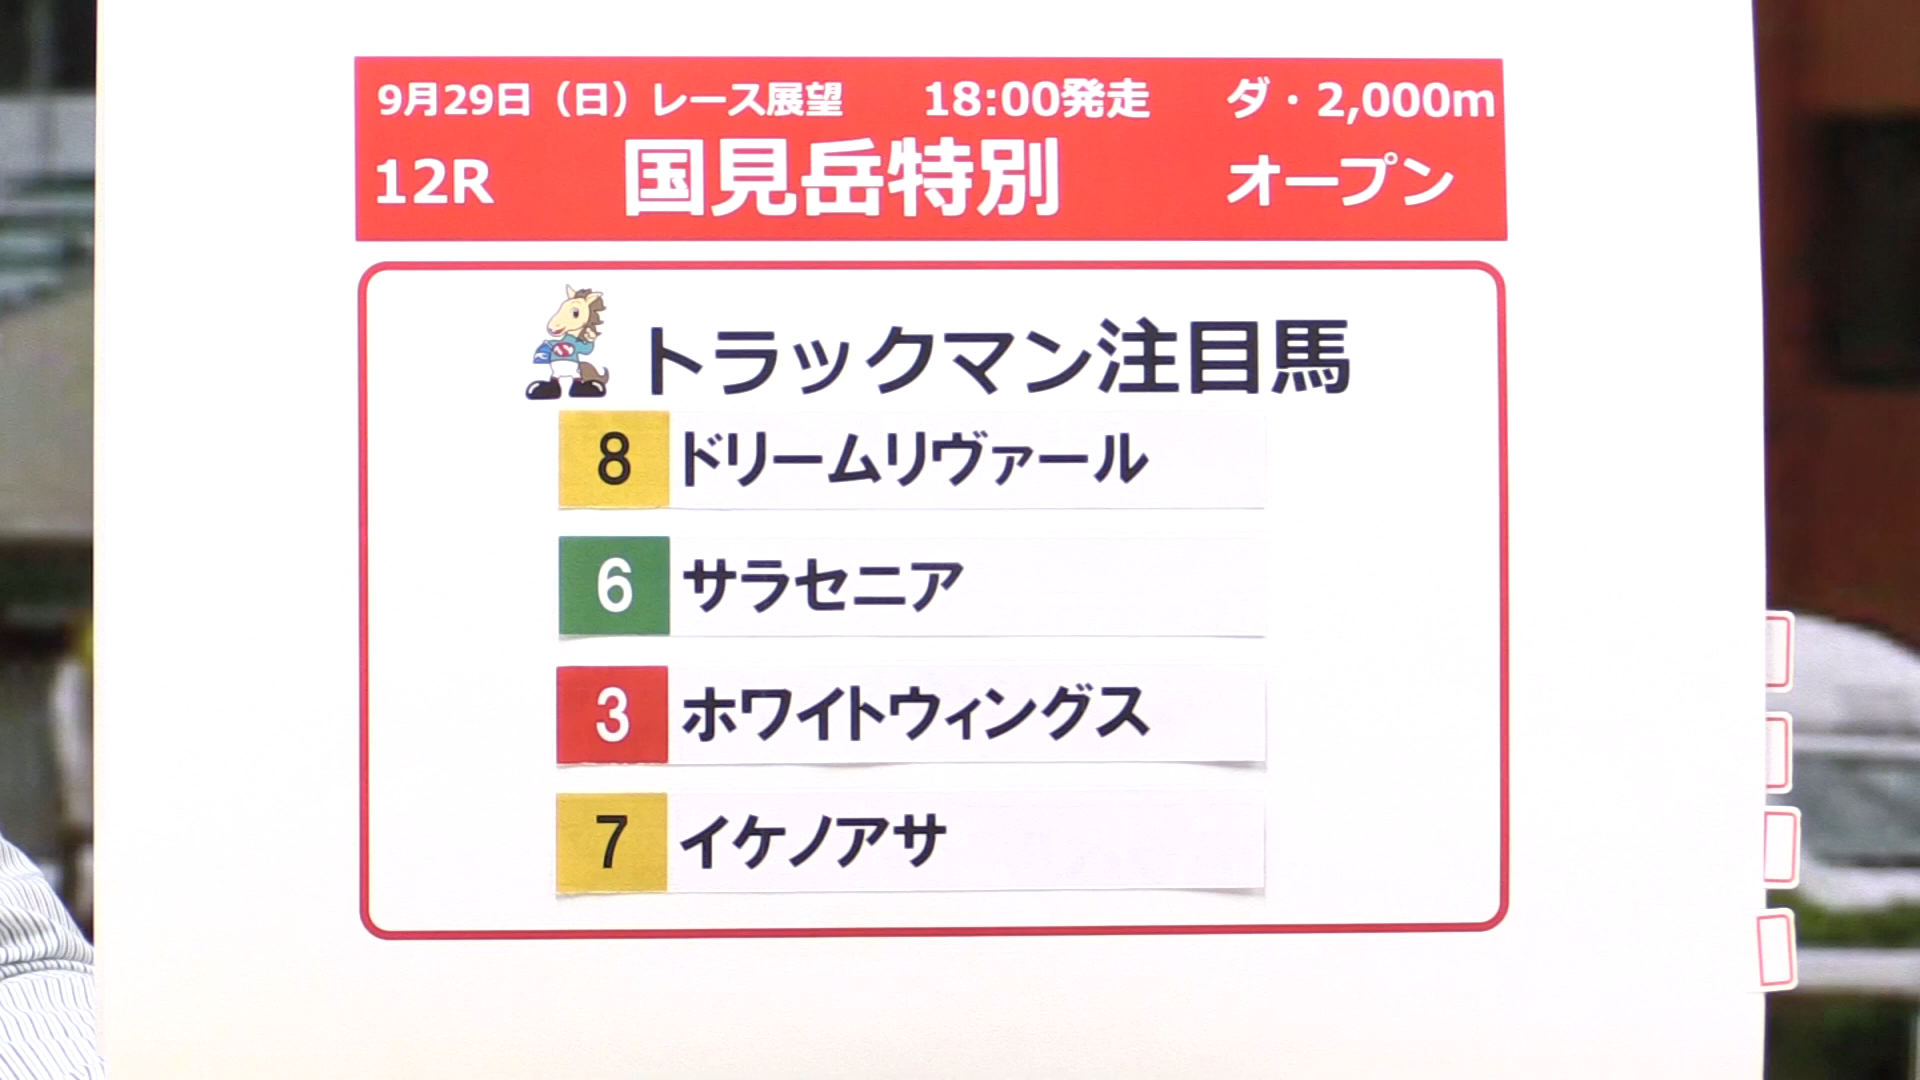 9月29日（日）レース展望 18:00発走 ダ・2,000m
12R 国見岳特別 オープン
トラックマン注目馬
8 ドリームリヴァール
6 サラセニア
3 ホワイトウィングス
7 イケノアサ